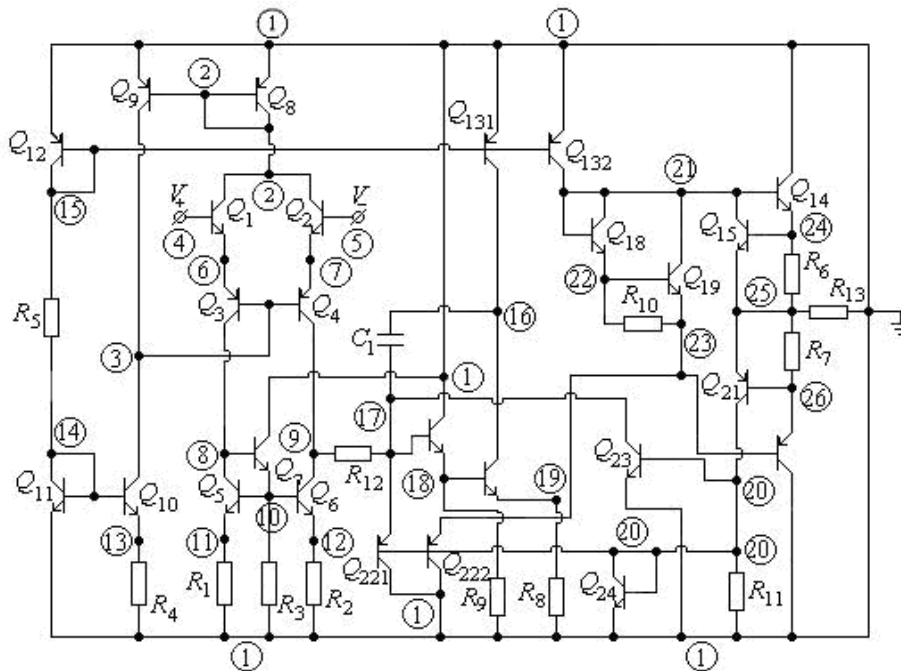 ① ①
Q9 ② Q8
Q12 Q131 Q132
⑮ ② ㉑
V+ Q1 Q2 V- Q18 Q15 Q14
④ ⑤ ㉔
⑥ ⑦ ㉒ Q19 R6
R5 Q3 Q4 R10 ㉕ R13
C1 ⑯
③ ㉓ R7
① Q21
⑰ ㉖
⑭ ⑧ ⑨ Q23
Q11 Q10 Q5 Q7 Q6 R12 ⑱ ⑲ ⑳
⑩
⑬ ⑪ ⑫ ⑳ ⑳
Q221 Q222
R4 R1 R3 R2 R9 R8 Q24 R11
①
① ①